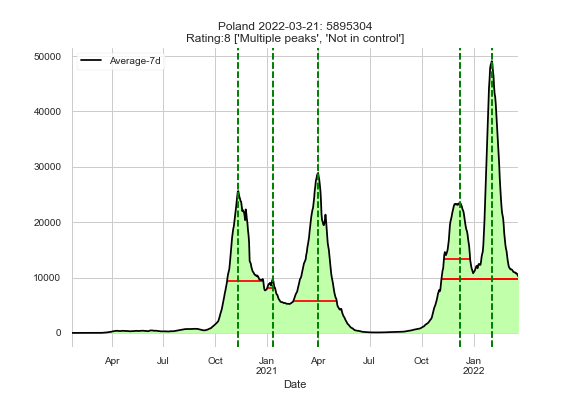 Poland 2022-03-21: 5895304
Rating:8 ['Multiple peaks', 'Not in control']
Average-7d
50000
40000
30000
20000
10000
0
Apr Jul Oct Jan Apr Jul Oct Jan
2021 2022
Date